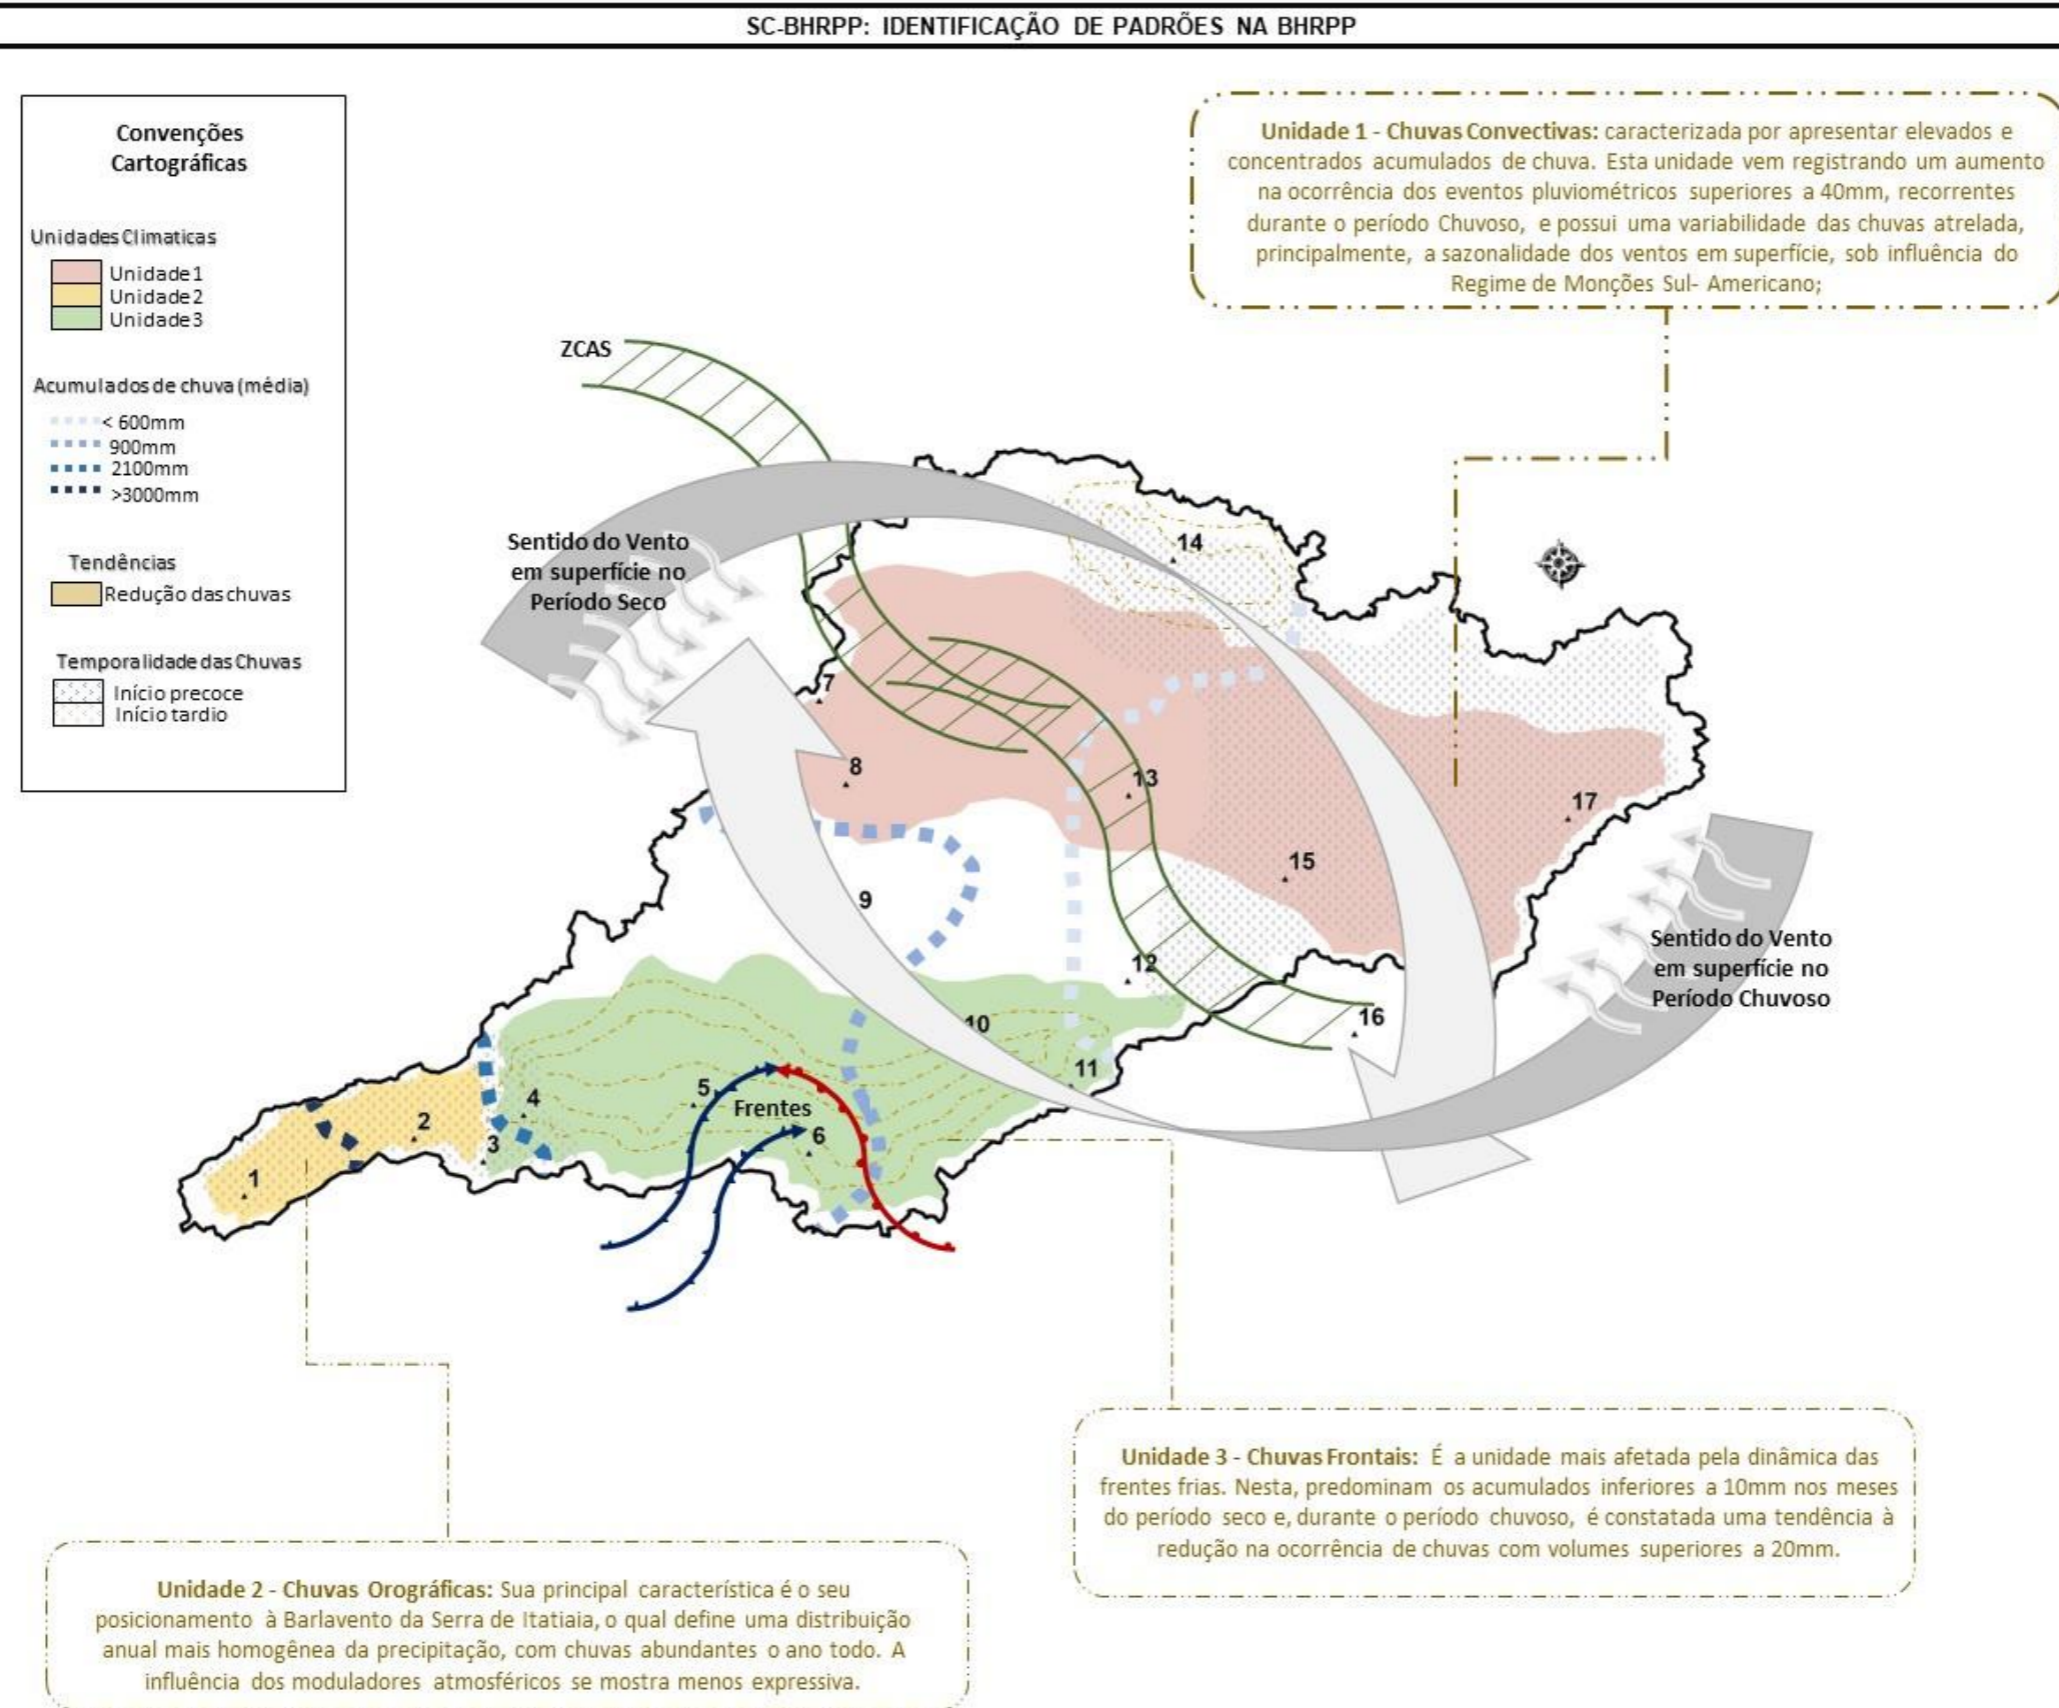 SC-BHRPP: IDENTIFICAÇÃO DE PADRÕES NA BHRPP
Convenções
Cartográficas
Unidades Climaticas
Unidade 1
Unidade 2
Unidade 3
Acumulados de chuva (média)
< 600mm
900mm
2100mm
>3000mm
Tendências
Redução das chuvas
Temporalidade das Chuvas
Início precoce
Início tardio
Unidade 1 - Chuvas Convectivas: caracterizada por apresentar elevados e
concentrados acumulados de chuva. Esta unidade vem registrando um aumento
na ocorrência dos eventos pluviométricos superiores a 40mm, recorrentes
durante o período Chuvoso, e possui uma variabilidade das chuvas atrelada,
principalmente, a sazonalidade dos ventos em superfície, sob influência do
Regime de Monções Sul- Americano;
ZCAS
Sentido do Vento
em superfície no
Período Seco
14
7
8
13
17
15
9
Sentido do Vento
em superfície no
Período Chuvoso
12
16
10
11
5
4
Frentes
2
6
3
1
Unidade 3 - Chuvas Frontais: É a unidade mais afetada pela dinâmica das
frentes frias. Nesta, predominam os acumulados inferiores a 10mm nos meses
do período seco e, durante o período chuvoso, é constatada uma tendência à
redução na ocorrência de chuvas com volumes superiores a 20mm.
Unidade 2 - Chuvas Orográficas: Sua principal característica é o seu
posicionamento à Barlavento da Serra de Itatiaia, o qual define uma distribuição
anual mais homogênea da precipitação, com chuvas abundantes o ano todo. A
influência dos moduladores atmosféricos se mostra menos expressiva.